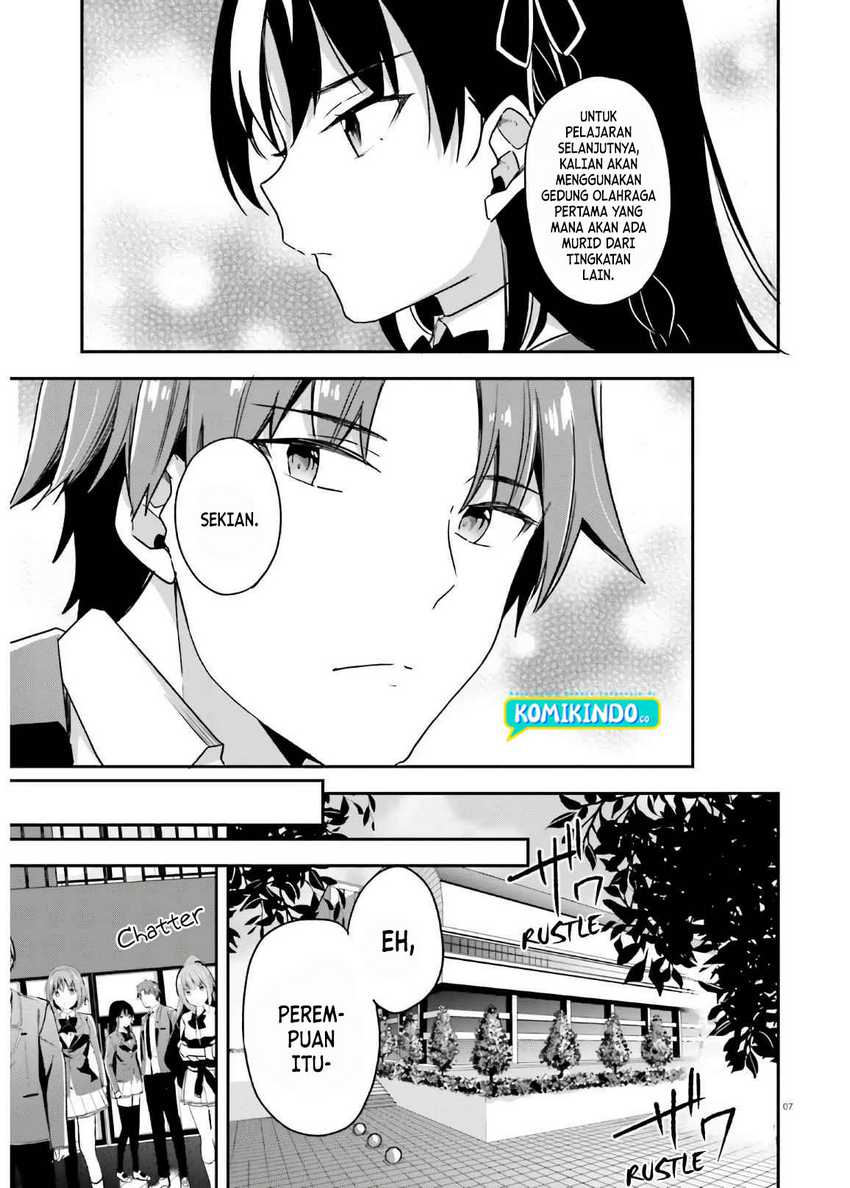 UNTUK
PELAJARAN
SELANJUTNYA,
KALIAN AKAN
MENGGUNAKAN
GEDUNG OLAHRAGA
PERTAMA YANG
MANA AKAN ADA
MURID DARI
TINGKATAN
LAIN.
SEKIAN.
KOMIKINDO.CO
ザワ
RUSTLE
EH,
PEREM-
PUAN
ITU-
Chatter
ザワ
RUSTLE
07